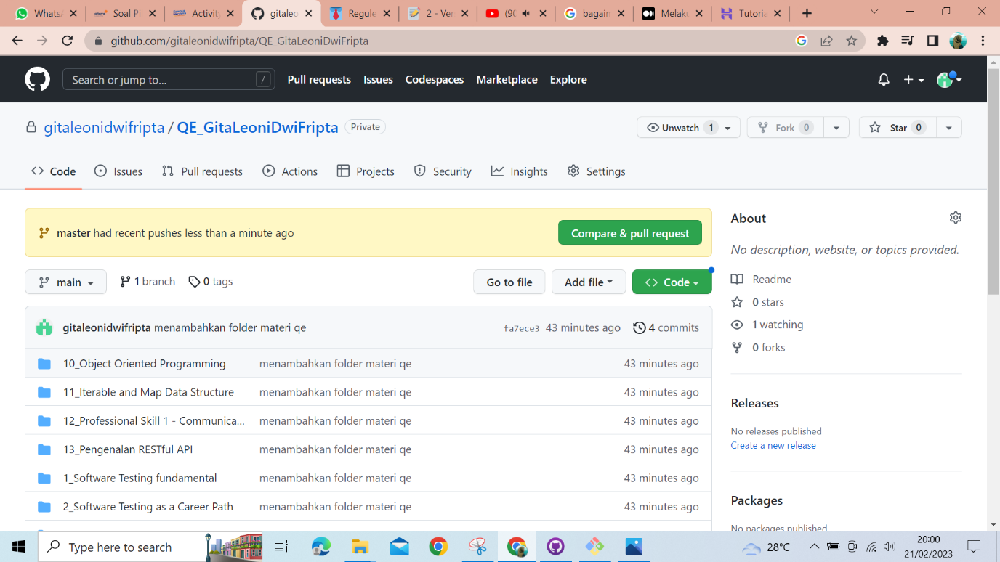 WhatsA
Soal Pi
Activity
gitaleo
Regule
2 - Ver
(90
bagain
Melaku
Tutoria
github.com/gitaleonidwifripta/QE_GitaLeoniDwiFripta
Search or jump to...
/
Pull requests
Issues
Codespaces
Marketplace
Explore
gitaleonidwifripta / QE_GitaLeoniDwiFripta
Private
Unwatch 1
Fork 0
Star 0
Code
Issues
Pull requests
Actions
Projects
Security
Insights
Settings
master had recent pushes less than a minute ago
Compare & pull request
main
1 branch
0 tags
Go to file
Add file
Code
gitaleonidwifripta menambahkan folder materi qe
fa7ece3 43 minutes ago
4 commits
10_Object Oriented Programming menambahkan folder materi qe 43 minutes ago
11_Iterable and Map Data Structure menambahkan folder materi qe 43 minutes ago
12_Professional Skill 1 - Communica... menambahkan folder materi qe 43 minutes ago
13_Pengenalan RESTful API menambahkan folder materi qe 43 minutes ago
1_Software Testing fundamental menambahkan folder materi qe 43 minutes ago
2_Software Testing as a Career Path menambahkan folder materi qe 43 minutes ago
About
No description, website, or topics provided.
Readme
0 stars
1 watching
0 forks
Releases
No releases published
Create a new release
Packages
No packages published
Type here to search
28°C
20:00
21/02/2023